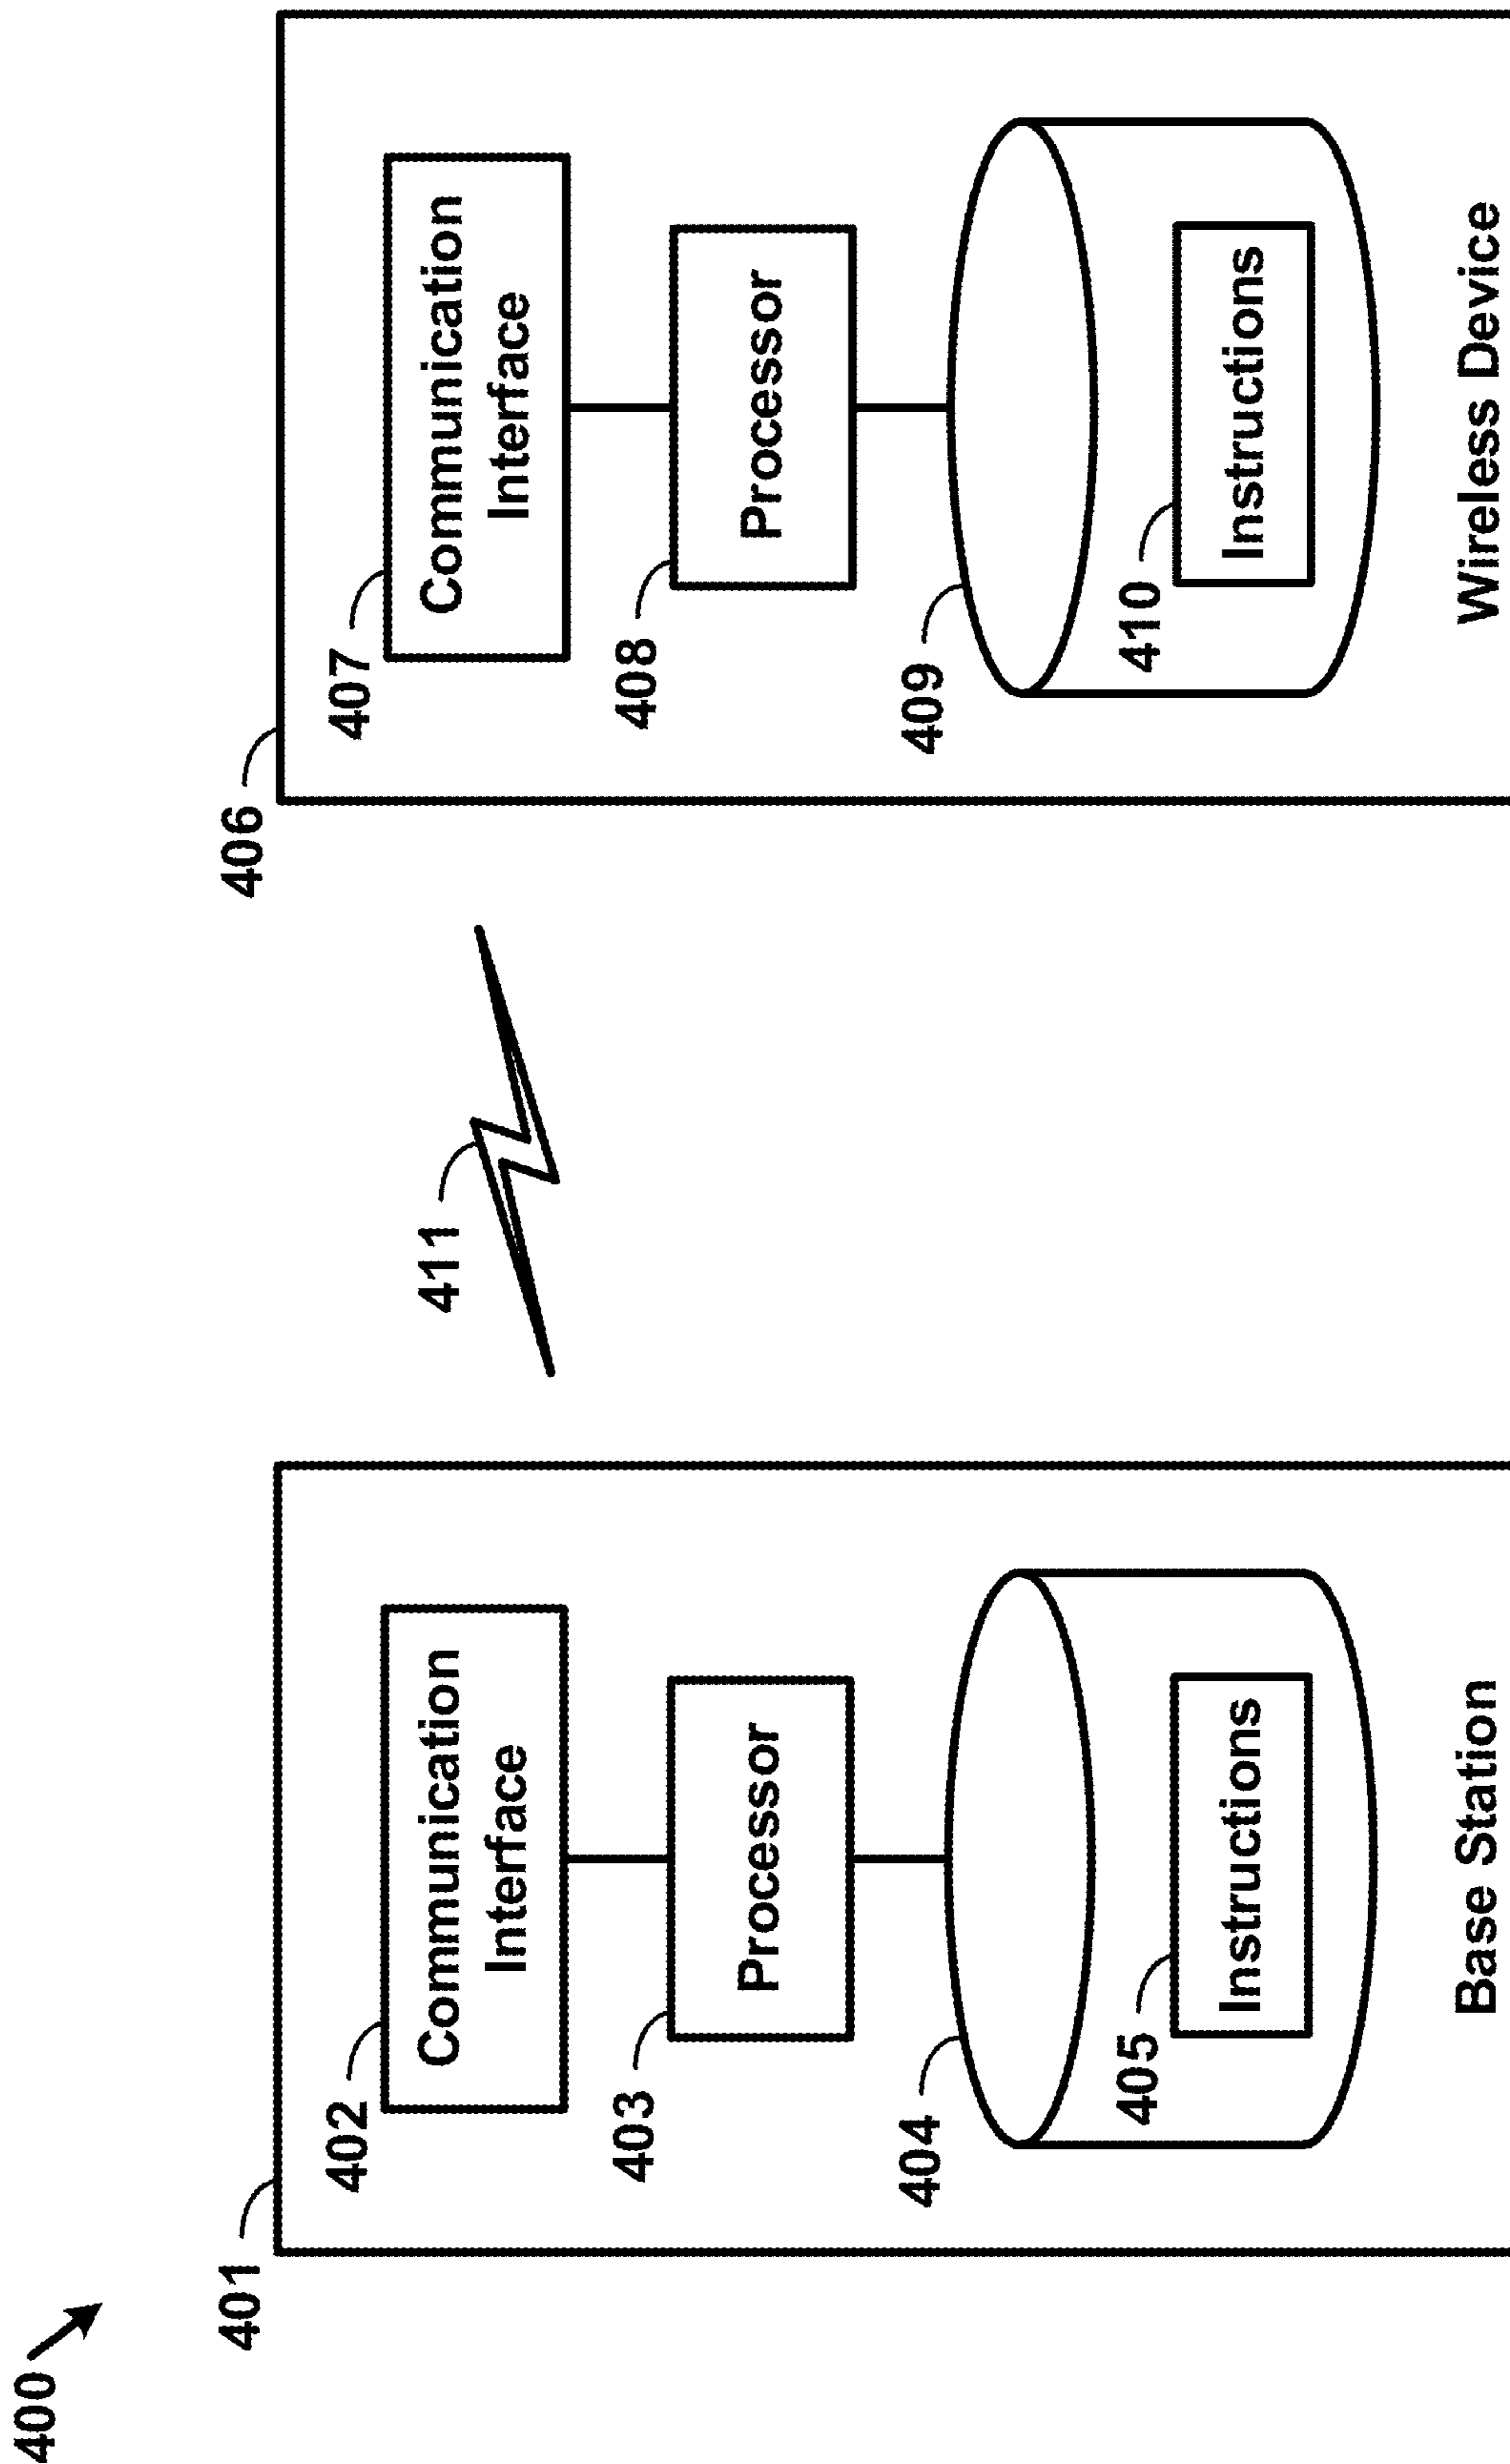 400
401
402
Communication
Interface
403
Processor
404
405
Instructions
Base Station
411
406
407
Communication
Interface
408
Processor
409
410
Instructions
Wireless Device